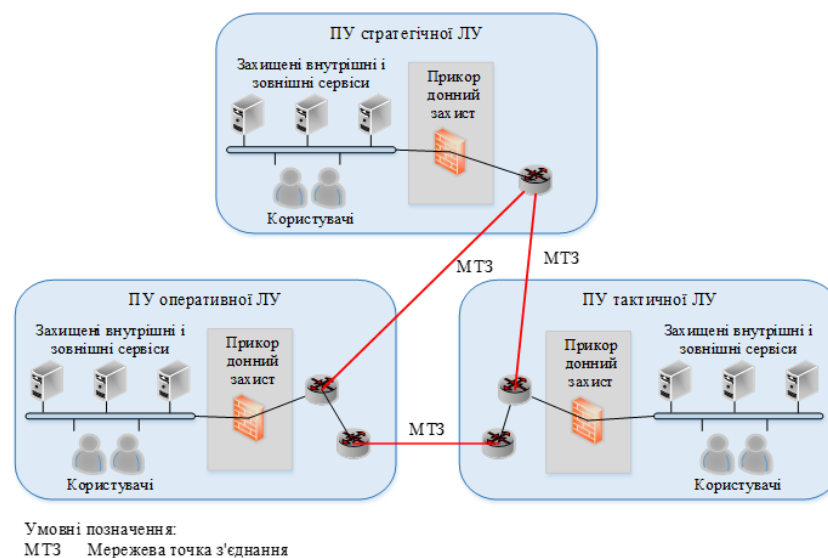 ПУ стратегічної ЛУ
Захищені внутрішні і
зовнішні сервіси
Прикор
донний
захист
Користувачі
МТЗ
МТЗ
ПУ оперативної ЛУ
Захищені внутрішні і
зовнішні сервіси
Прикор
донний
захист
Користувачі
МТЗ
ПУ тактичної ЛУ
Прикор
донний
захист
Захищені внутрішні і
зовнішні сервіси
Користувачі
Умовні позначення:
МТЗ Мережева точка з'єднання